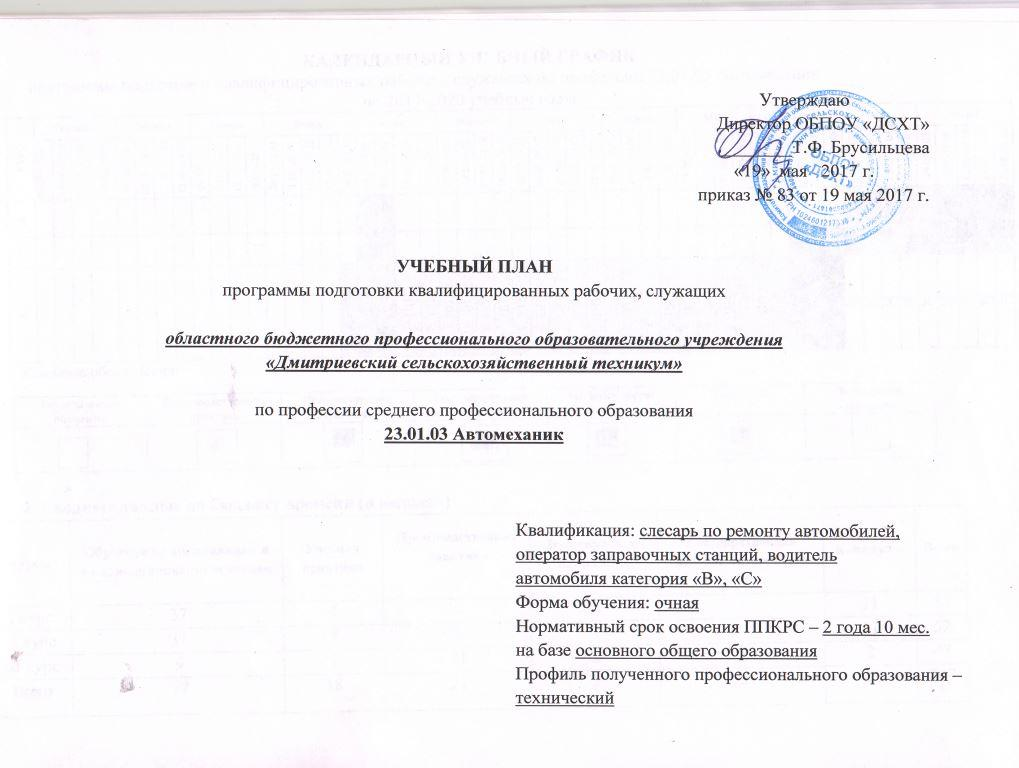 Утверждаю
Директор ОБПОУ «ДСХТ»
Т.Ф. Брусильцева
«19» мая 2017 г.
приказ № 83 от 19 мая 2017 г.
ОБПОУ
«ДСХТ»
УЧЕБНЫЙ ПЛАН
программы подготовки квалифицированных рабочих, служащих
областного бюджетного профессионального образовательного учреждения
«Дмитриевский сельскохозяйственный техникум»
по профессии среднего профессионального образования
23.01.03 Автомеханик
Квалификация: слесарь по ремонту автомобилей,
оператор заправочных станций, водитель
автомобиля категория «В», «С»
Форма обучения: очная
Нормативный срок освоения ППКРС – 2 года 10 мес.
на базе основного общего образования
Профиль полученного профессионального образования –
технический